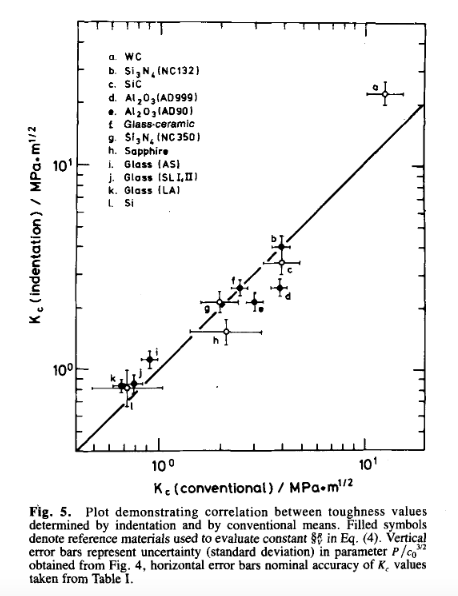 a. WC
b. Si₃N₄(NC132)
c. SiC
d. Al₂O₃(AD999)
e. Al₂O₃(AD90)
f. Glass-ceramic
g. Si₃N₄(NC350)
h. Sapphire
i. Glass (AS)
j. Glass (SL I,II)
k. Glass (LA)
l. Si
a
b
c
d
e
f
g
h
i
j
k
l
10¹
10⁰
K꜀ (indentation) / MPa•m¹/²
10⁰
10¹
K꜀ (conventional) / MPa•m¹/²
Fig. 5. Plot demonstrating correlation between toughness values
determined by indentation and by conventional means. Filled symbols
denote reference materials used to evaluate constant in Eq. (4). Vertical
error bars represent uncertainty (standard deviation) in parameter P/c₀³/²
obtained from Fig. 4, horizontal error bars nominal accuracy of K꜀ values
taken from Table I.